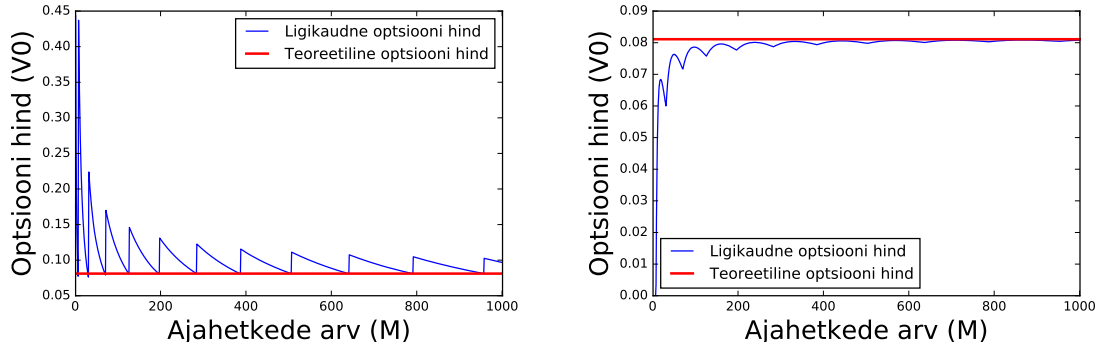 0.45
0.40
0.35
0.30
0.25
0.20
0.15
0.10
0.05
Optsiooni hind (V0)
Ligikaudne optsiooni hind
Teoreetiline optsiooni hind
0 200 400 600 800 1000
Ajahetkede arv (M)
0.09
0.08
0.07
0.06
0.05
0.04
0.03
0.02
0.01
0.00
Optsiooni hind (V0)
Ligikaudne optsiooni hind
Teoreetiline optsiooni hind
0 200 400 600 800 1000
Ajahetkede arv (M)